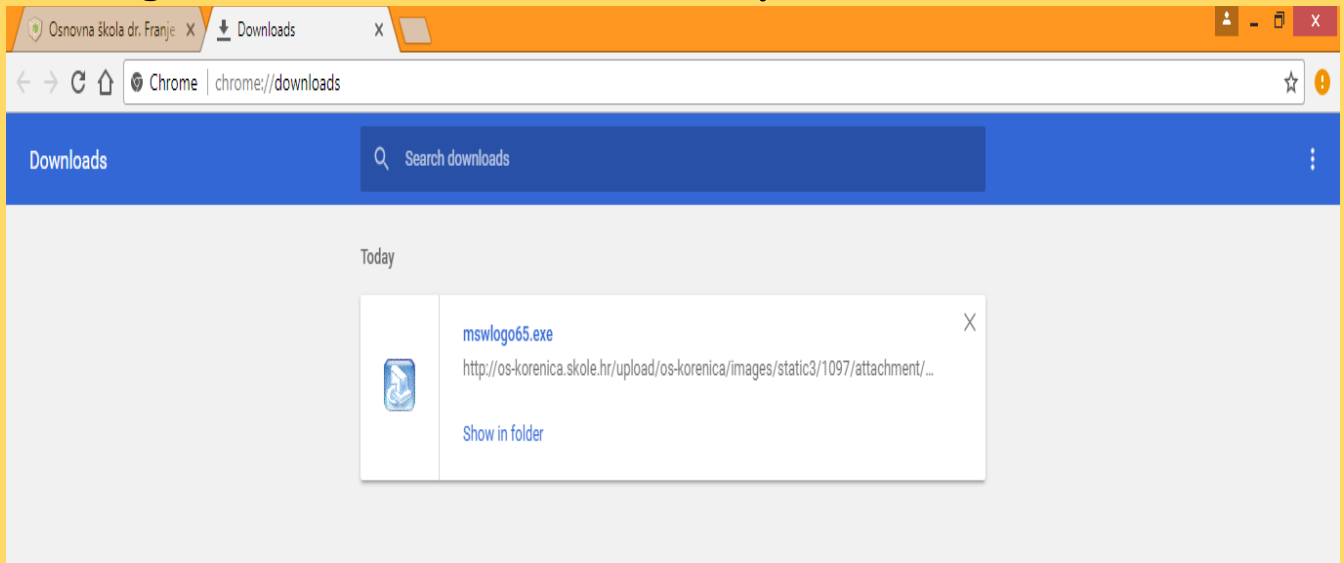 Osnovna škola dr. Franje
Downloads
Chrome chrome://downloads
Downloads
Search downloads
Today
mswlogo65.exe
http://os-korenica.skole.hr/upload/os-korenica/images/static3/1097/attachment/...
Show in folder